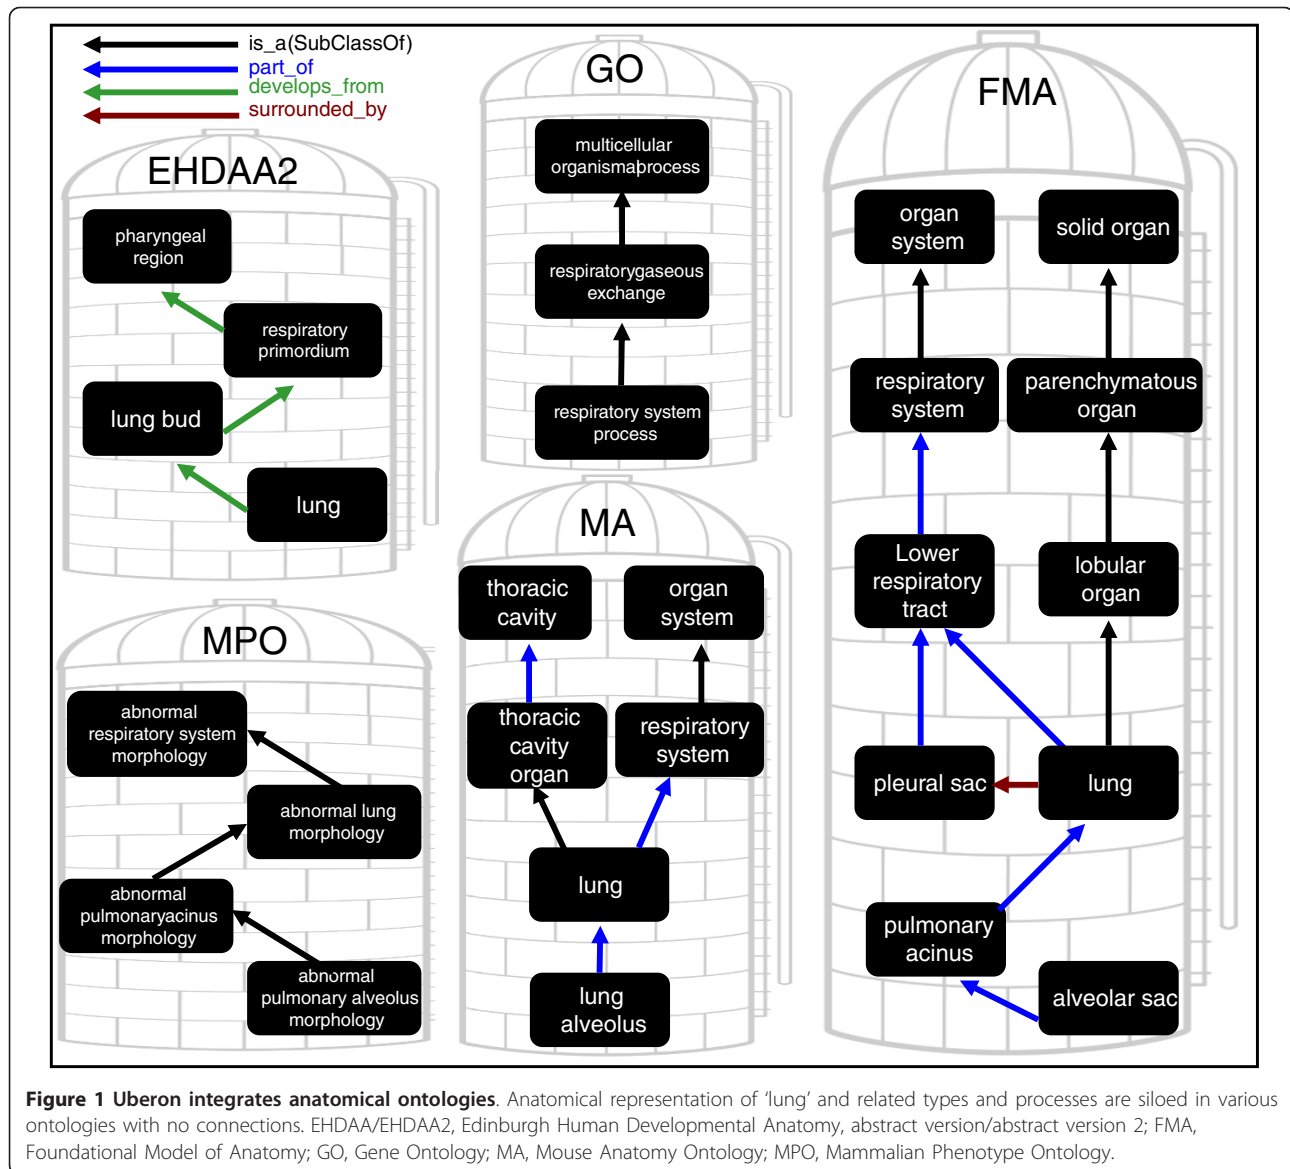 is_a(SubClassOf)
part_of
develops_from
surrounded_by
EHDAA2
pharyngeal
region
respiratory
primordium
lung bud
lung
GO
multicellular
organismalprocess
respiratorygaseous
exchange
respiratory system
process
FMA
organ
system
solid organ
respiratory
system
parenchymatous
organ
Lower
respiratory
tract
lobular
organ
pleural sac
lung
pulmonary
acinus
alveolar sac
MPO
abnormal
respiratory system
morphology
abnormal lung
morphology
abnormal
pulmonaryacinus
morphology
abnormal
pulmonary alveolus
morphology
MA
thoracic
cavity
organ
system
thoracic
cavity
organ
respiratory
system
lung
lung
alveolus
Figure 1 Uberon integrates anatomical ontologies. Anatomical representation of ‘lung’ and related types and processes are siloed in various
ontologies with no connections. EHDAA/EHDAA2, Edinburgh Human Developmental Anatomy, abstract version/abstract version 2; FMA,
Foundational Model of Anatomy; GO, Gene Ontology; MA, Mouse Anatomy Ontology; MPO, Mammalian Phenotype Ontology.